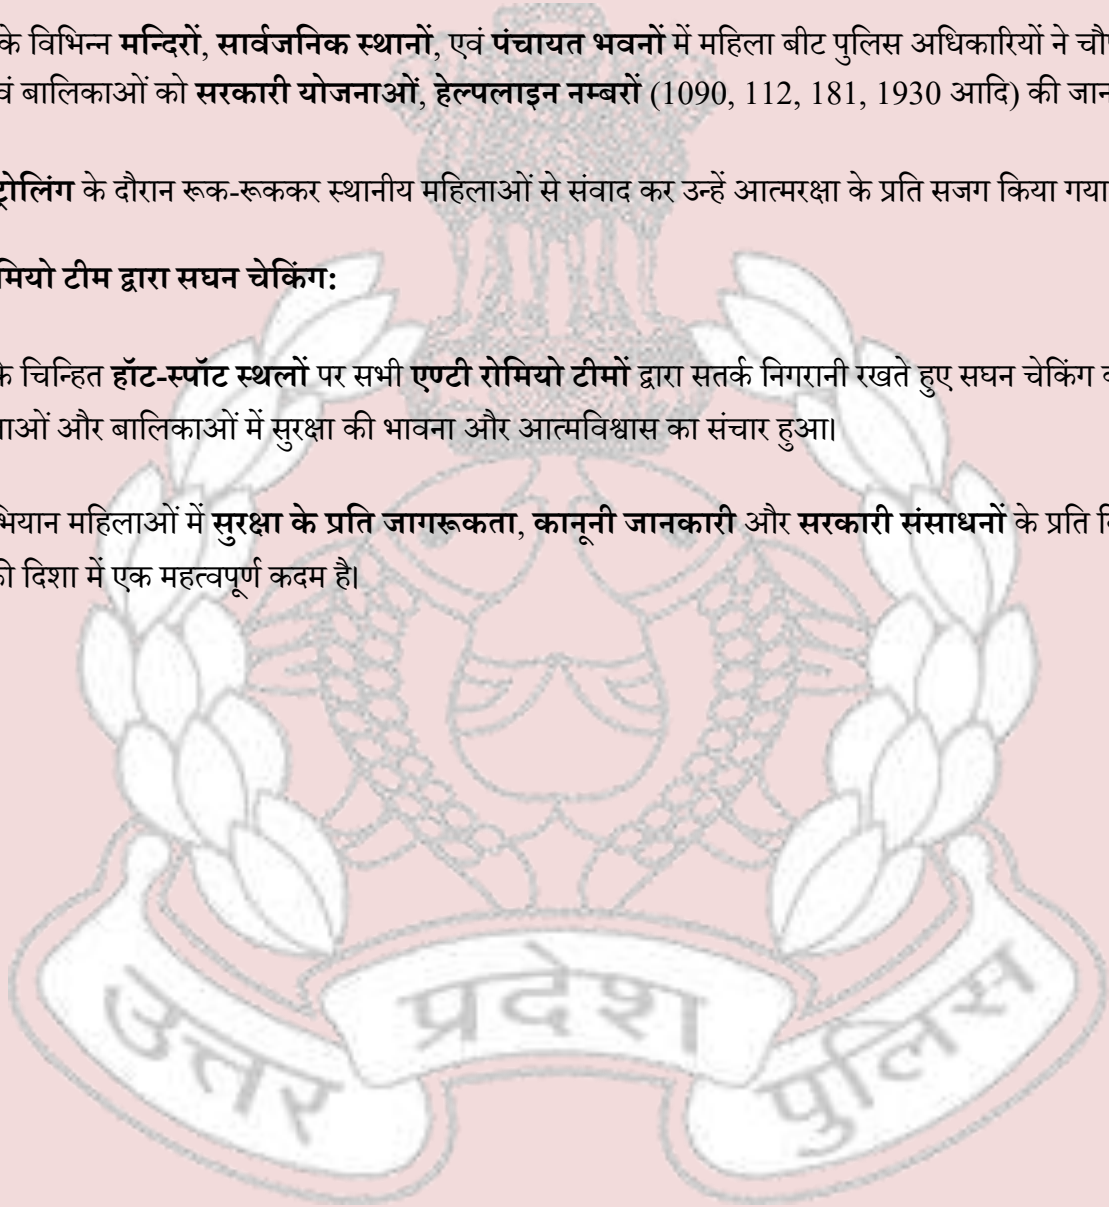 के विभिन्न मन्दिरों, सार्वजनिक स्थानों, एवं पंचायत भवनों में महिला बीट पुलिस अधिकारियों ने
वं बालिकाओं को सरकारी योजनाओं, हेल्पलाइन नम्बरों (1090, 112, 181, 1930 आदि) की
ट्रोलिंग के दौरान रूक-रूककर स्थानीय महिलाओं से संवाद कर उन्हें आत्मरक्षा के प्रति सजग किया गया
मियो टीम द्वारा सघन चेकिंग:
के चिन्हित हॉट-स्पॉट स्थलों पर सभी एण्टी रोमियो टीमों द्वारा सतर्क निगरानी रखते हुए सघन चेकिंग
ाओं और बालिकाओं में सुरक्षा की भावना और आत्मविश्वास का संचार हुआ।
भियान महिलाओं में सुरक्षा के प्रति जागरूकता, कानूनी जानकारी और सरकारी संसाधनों के प्रति
ी दिशा में एक महत्वपूर्ण कदम है।
उत्तर प्रदेश पुलिस